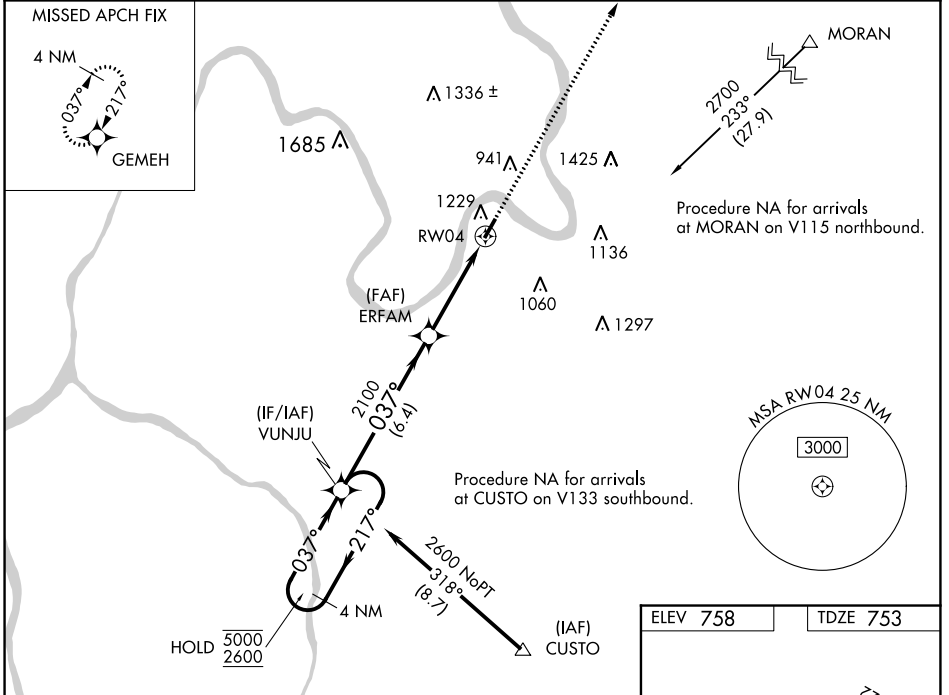 MISSED APCH FIX
4 NM
037°
217°
GEMEH
1336 ±
1685
941
1425
1229
RW04
1136
1060
1297
MORAN
2700
233°
(27.9)
Procedure NA for arrivals
at MORAN on V115 northbound.
(FAF)
ERFAM
2100
037°
(6.4)
(IF/IAF)
VUNJU
MSA RW04 25 NM
3000
Procedure NA for arrivals
at CUSTO on V133 southbound.
037°
217°
4 NM
HOLD
5000
2600
2600 NoPT
318°
(8.7)
(IAF)
CUSTO
ELEV 758
TDZE 753